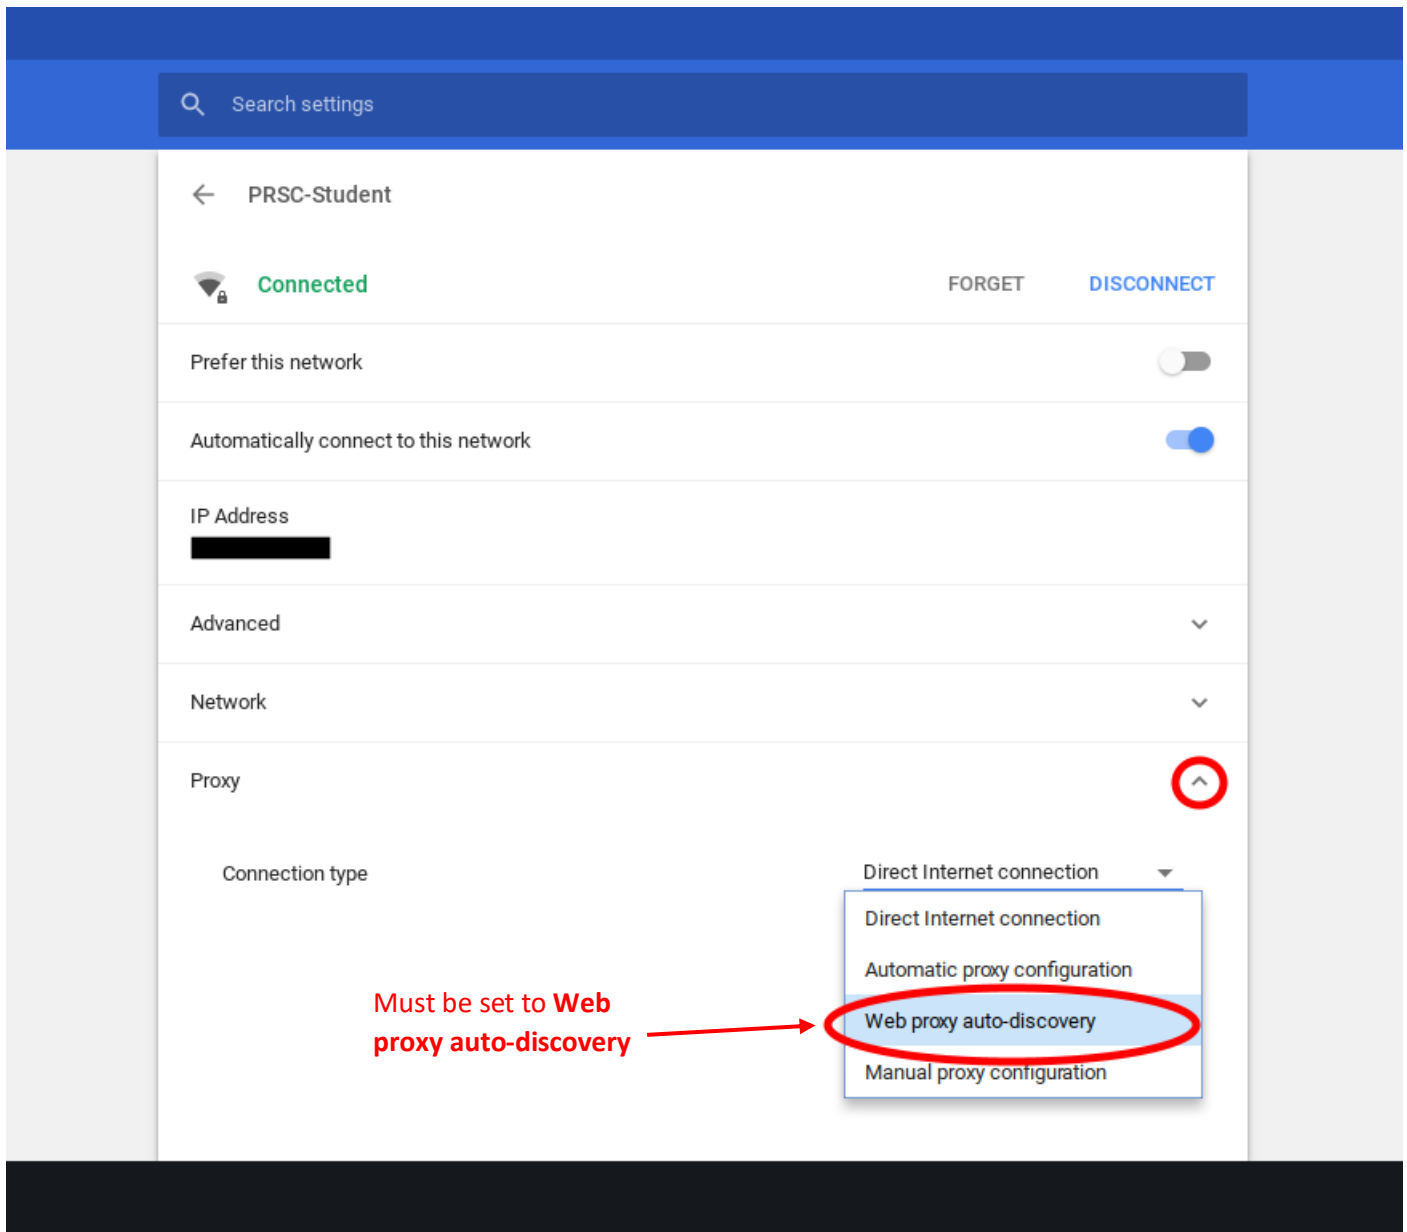 Search settings
PRSC-Student
Connected
FORGET
DISCONNECT
Prefer this network
Automatically connect to this network
IP Address
Advanced
Network
Proxy
Connection type
Direct Internet connection
Direct Internet connection
Automatic proxy configuration
Web proxy auto-discovery
Manual proxy configuration
Must be set to Web
proxy auto-discovery